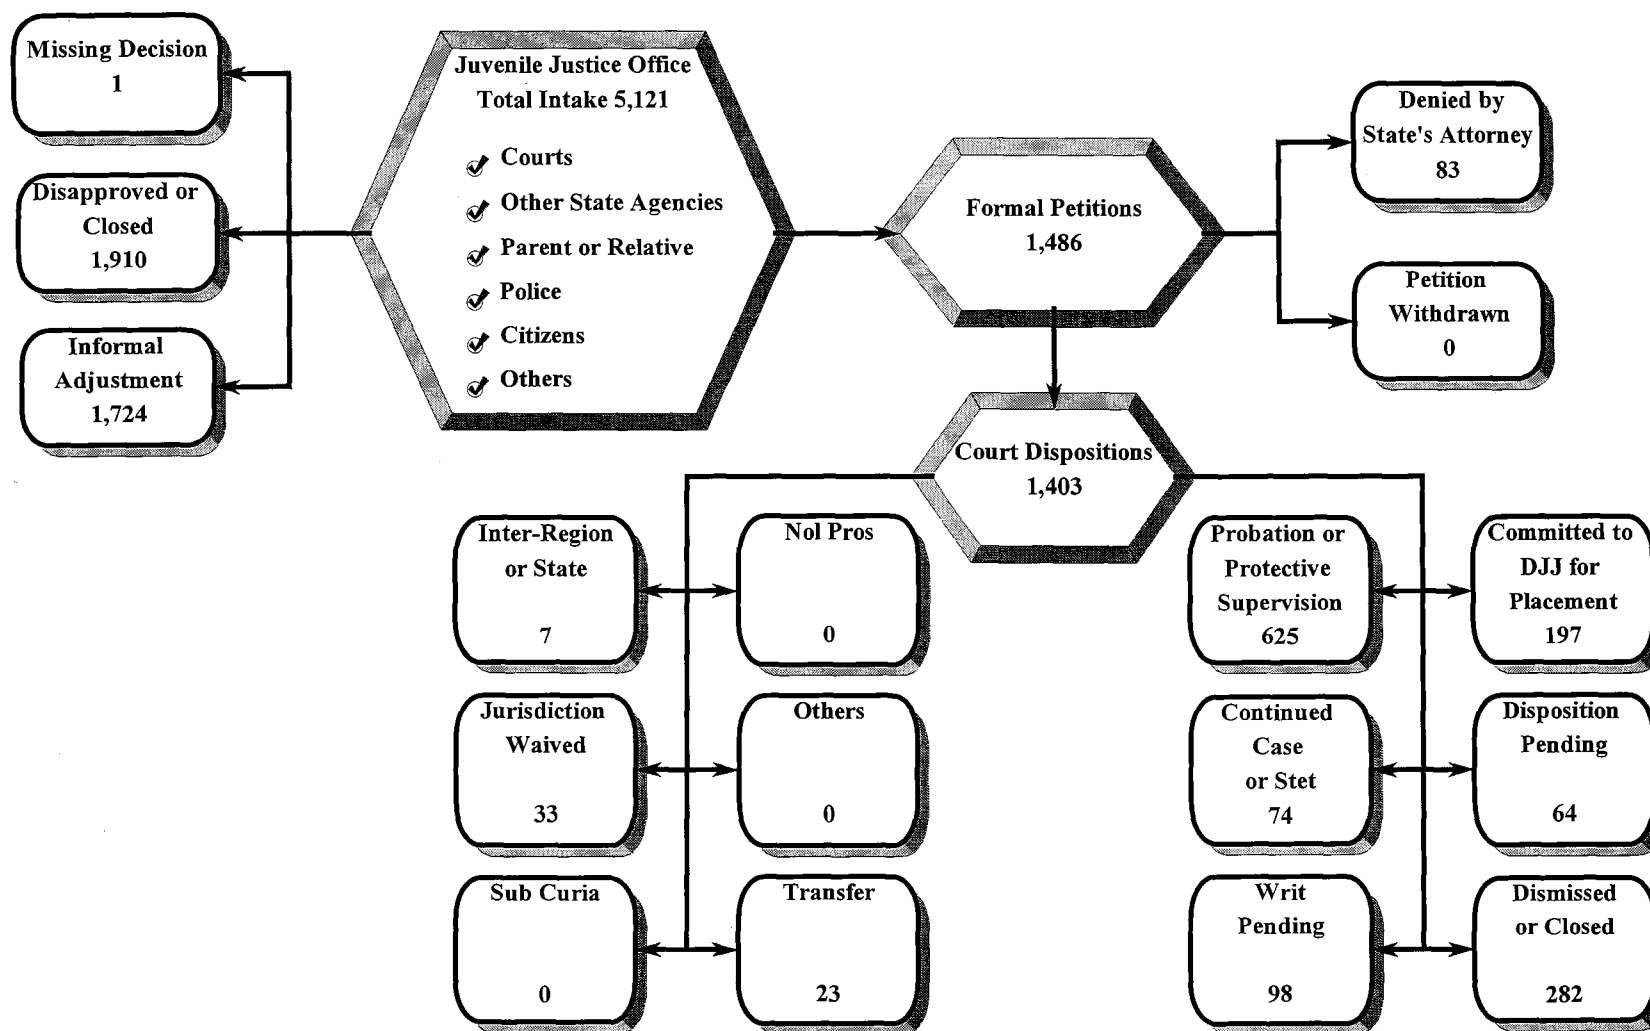 Missing Decision
1
Disapproved or
Closed
1,910
Informal
Adjustment
1,724
Juvenile Justice Office
Total Intake 5,121
Courts
Other State Agencies
Parent or Relative
Police
Citizens
Others
Formal Petitions
1,486
Denied by
State's Attorney
83
Petition
Withdrawn
0
Court Dispositions
1,403
Inter-Region
or State
7
Nol Pros
0
Jurisdiction
Waived
33
Others
0
Sub Curia
0
Transfer
23
Probation or
Protective
Supervision
625
Committed to
DJJ for
Placement
197
Continued
Case
or Stet
74
Disposition
Pending
64
Writ
Pending
98
Dismissed
or Closed
282